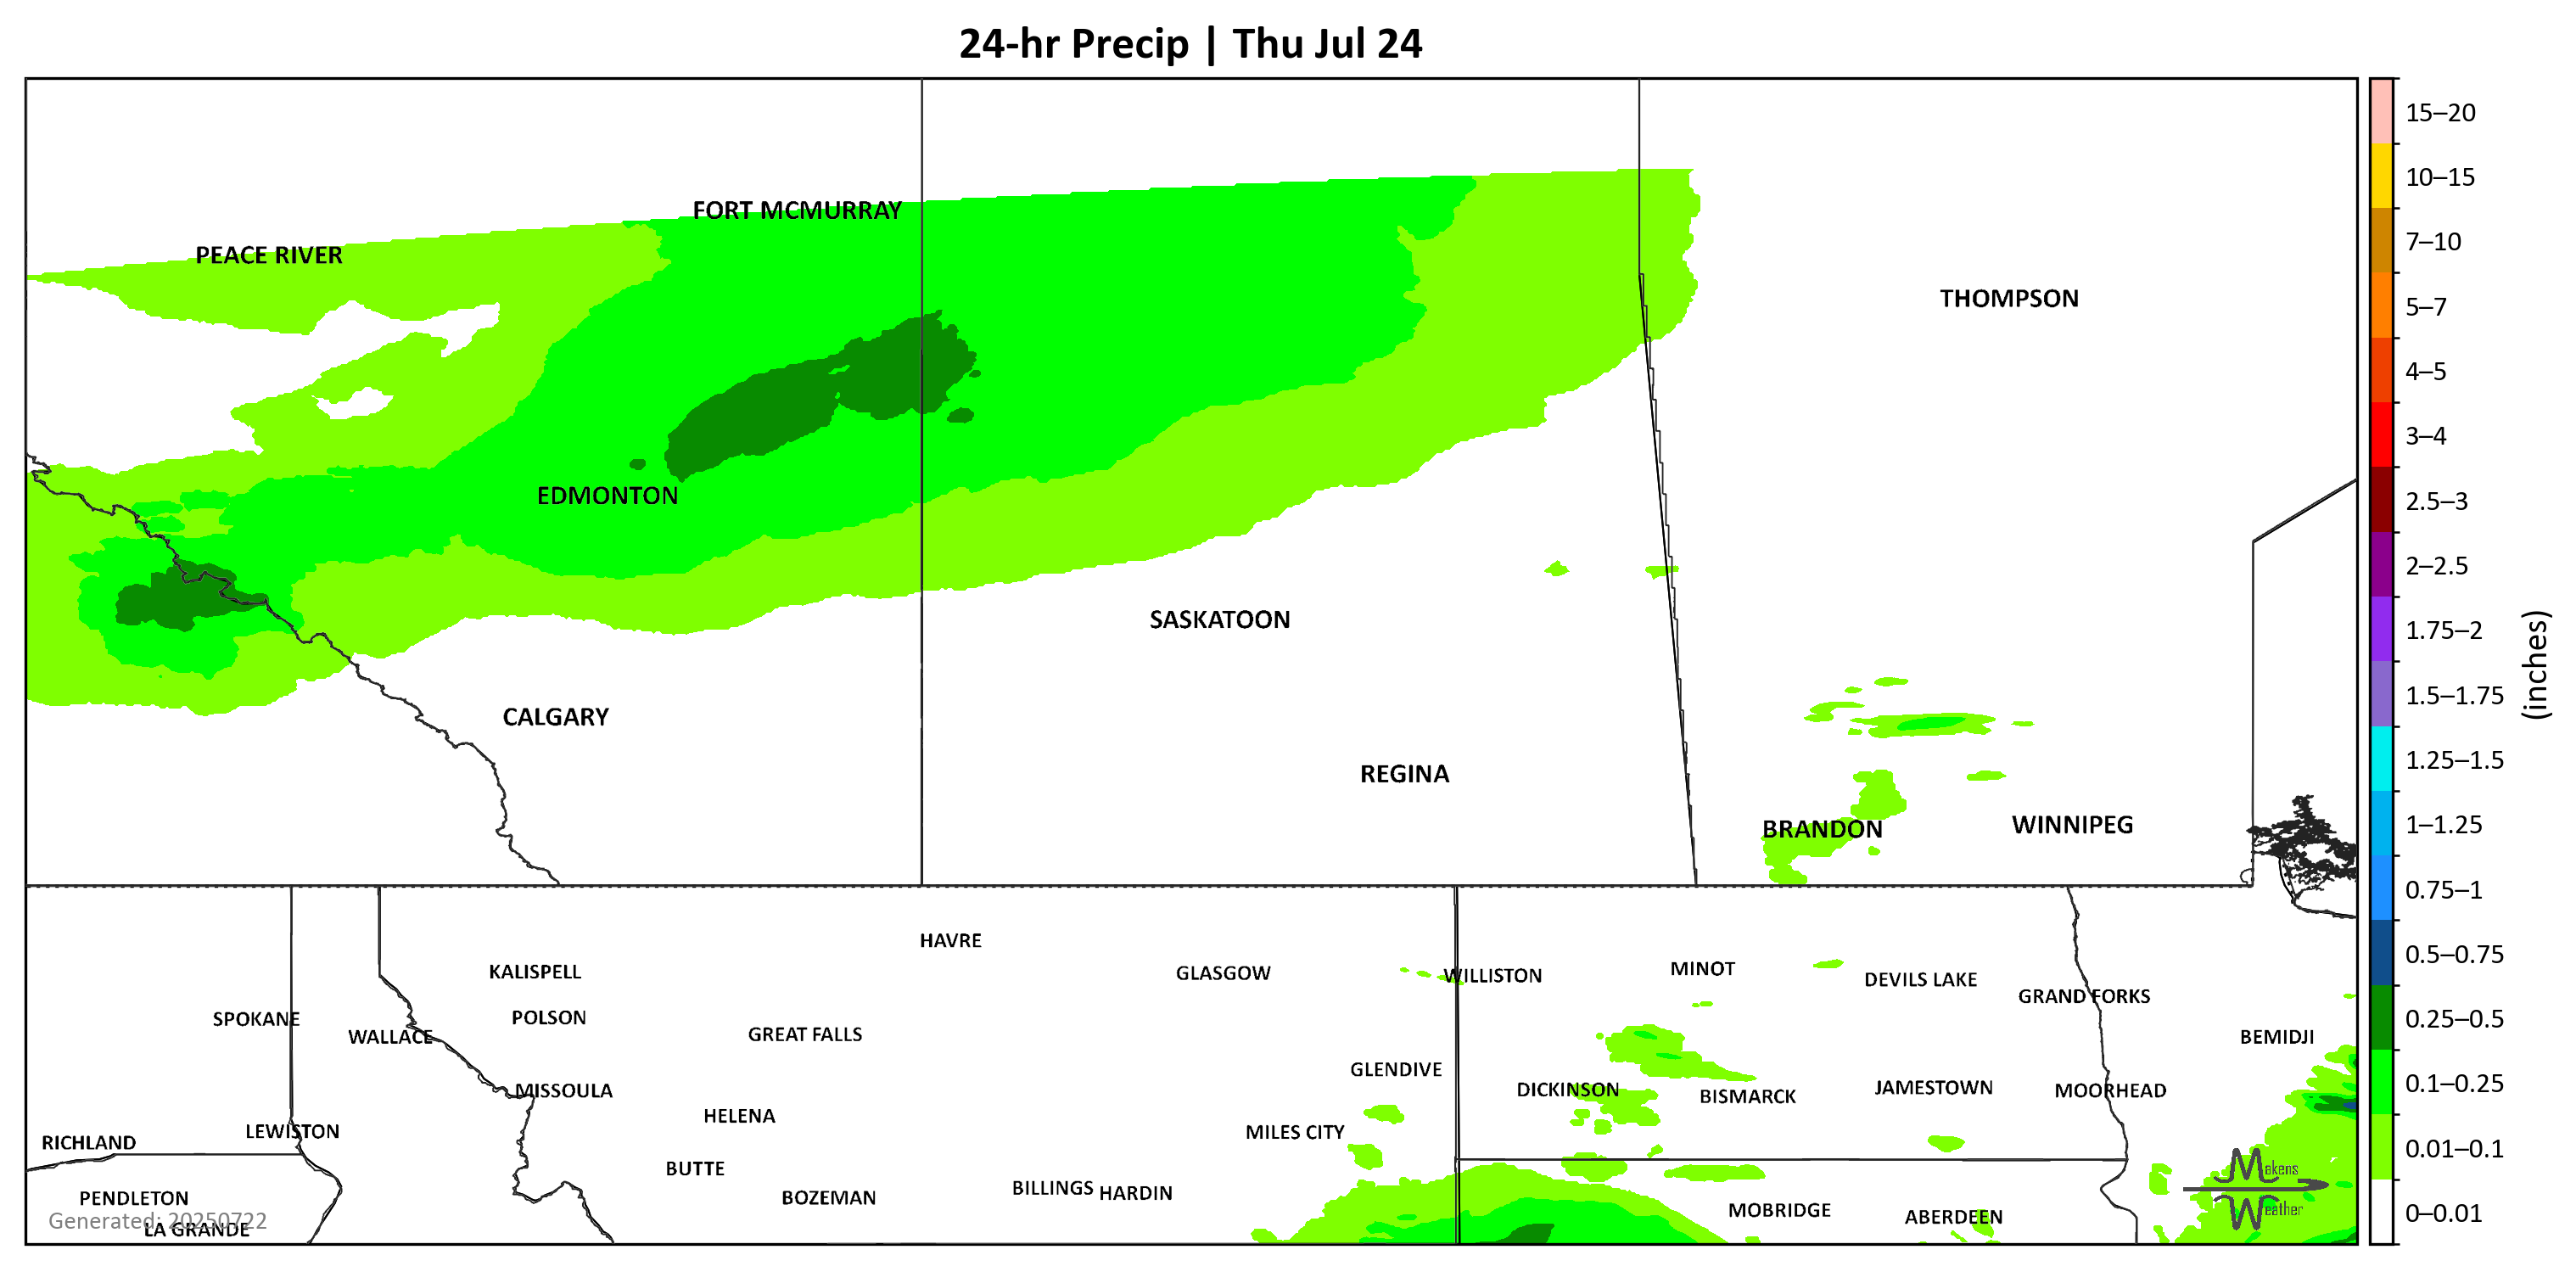 24-hr Precip | Thu Jul 24
FORT MCMURRAY
PEACE RIVER
THOMPSON
EDMONTON
SASKATOON
CALGARY
REGINA
BRANDON
WINNIPEG
HAVRE
KALISPELL
GLASGOW
WILLISTON
MINOT
DEVILS LAKE
GRAND FORKS
SPOKANE
POLSON
WALLACE
GREAT FALLS
BEMIDJI
GLENDIVE
MISSOULA
DICKINSON
BISMARCK
JAMESTOWN
MOORHEAD
HELENA
RICHLAND
LEWISTON
MILES CITY
BUTTE
PENDLETON
BOZEMAN
BILLINGS
HARDIN
MOBRIDGE
ABERDEEN
Generated: 20250722
LA GRANDE
Makens
Weather
15–20
10–15
7–10
5–7
4–5
3–4
2.5–3
2–2.5
1.75–2
1.5–1.75
1.25–1.5
1–1.25
0.75–1
0.5–0.75
0.25–0.5
0.1–0.25
0.01–0.1
0–0.01
(inches)